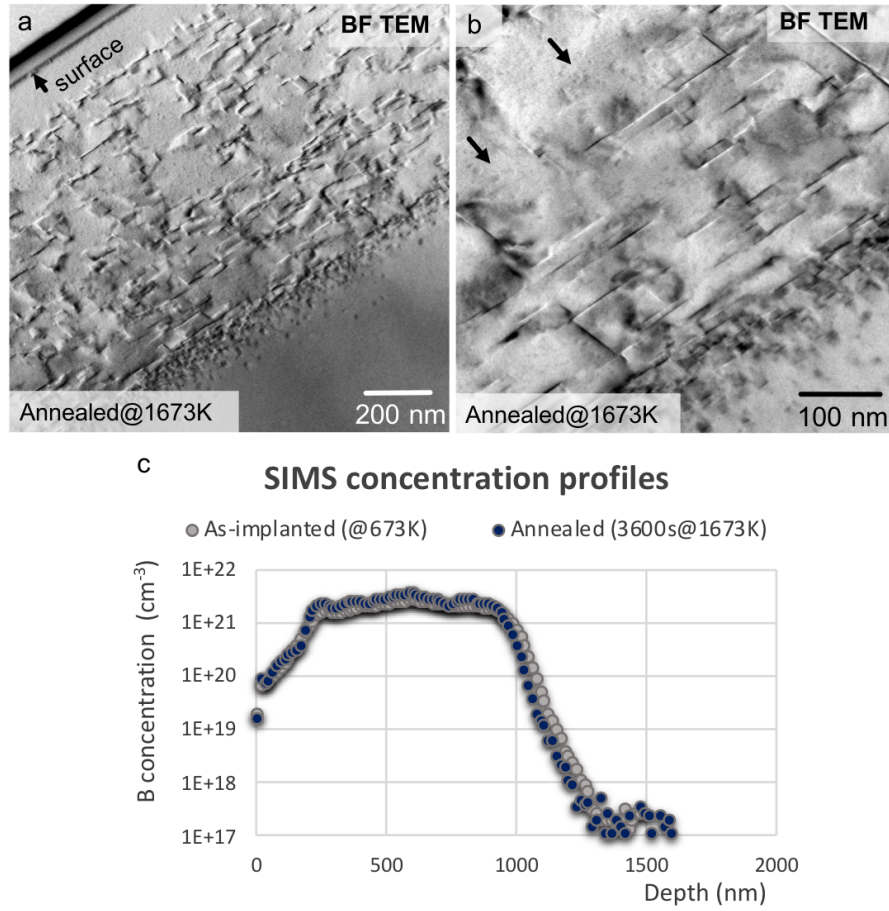 a
BF TEM
surface
Annealed@1673K
200 nm
b
BF TEM
Annealed@1673K
100 nm
c
SIMS concentration profiles
As-implanted (@673K)
Annealed (3600s@1673K)
B concentration (cm-3)
1E+22
1E+21
1E+20
1E+19
1E+18
1E+17
0 500 1000 1500 2000
Depth (nm)